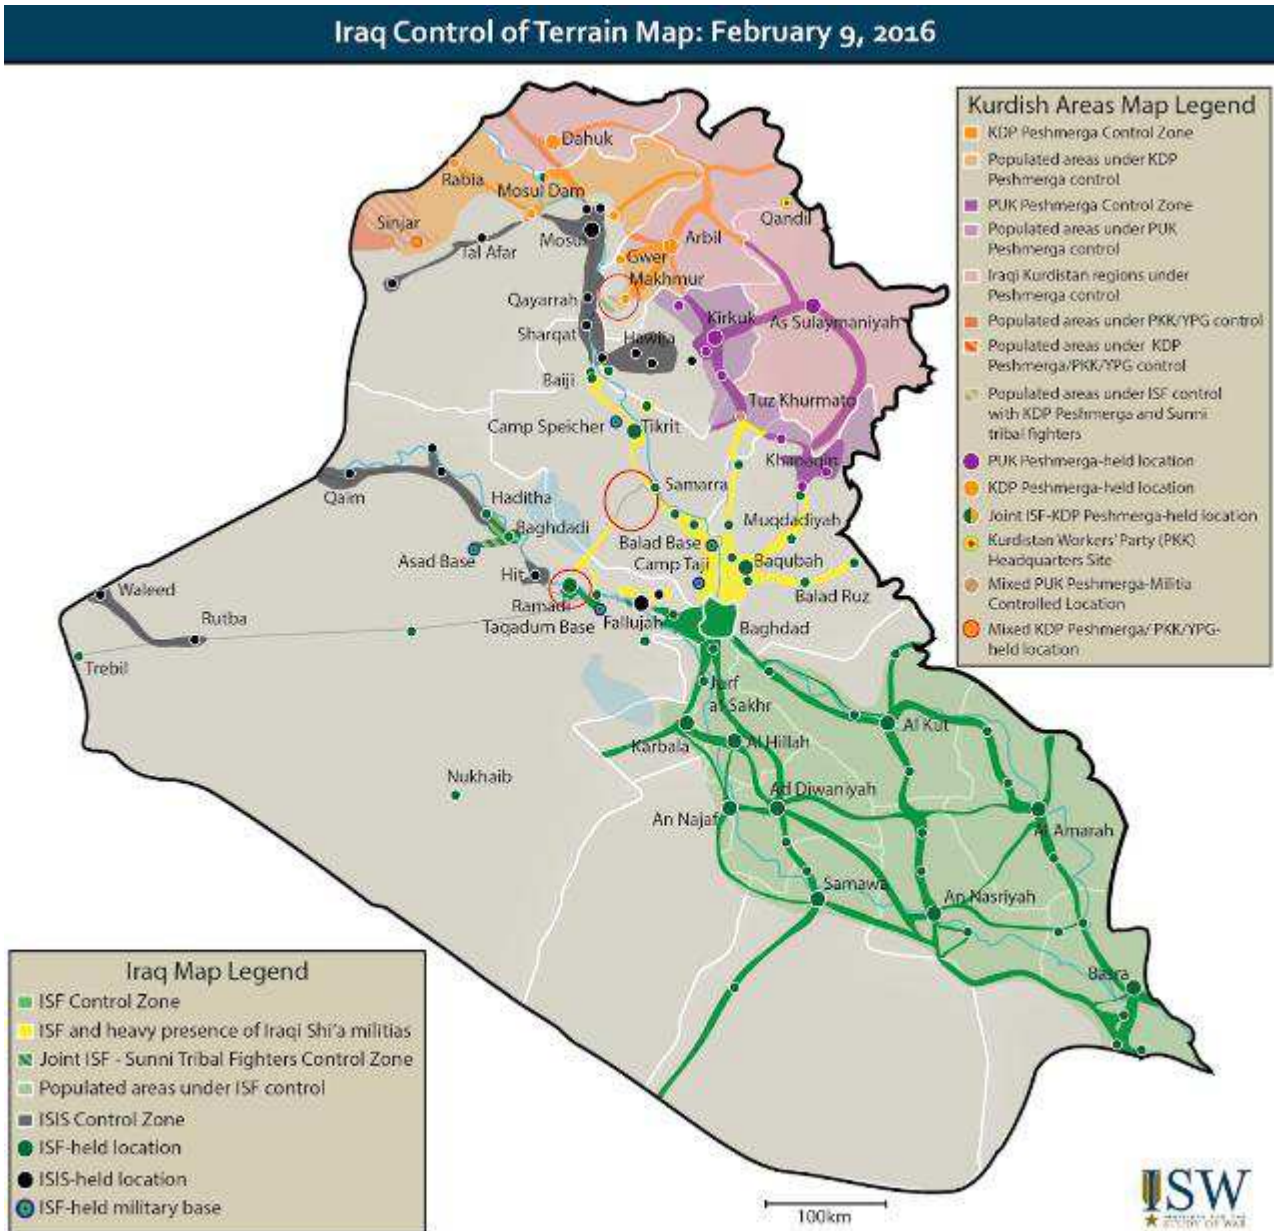 Iraq Control of Terrain Map: February 9, 2016
Kurdish Areas Map Legend
KDP Peshmerga Control Zone
Populated areas under KDP
Peshmerga control
PUK Peshmerga Control Zone
Populated areas under PUK
Peshmerga control
Iraqi Kurdistan regions under
Peshmerga control
Populated areas under PKK/YPG control
Populated areas under KDP
Peshmerga/PKK/YPG control
Populated areas under ISF control
with KDP Peshmerga and Sunni
tribal fighters
PUK Peshmerga-held location
KDP Peshmerga-held location
Joint ISF-KDP Peshmerga-held location
Kurdistan Workers' Party (PKK)
Headquarters Site
Mixed PUK Peshmerga-Militia
Controlled Location
Mixed KDP Peshmerga/ PKK/YPG-
held location
Dahuk
Rabia
Mosul Dam
Sinjar
Qandil
Mosul
Arbil
Tal Afar
Gwer
Makhmur
Qayarrah
Kirkuk
As Sulaymaniyah
Sharqat
Hawija
Baiji
Tuz Khurmato
Camp Speicher
Tikrit
Khanaqin
Qaim
Samarra
Haditha
Muqdadiyah
Baghdadi
Balad Base
Asad Base
Camp Taji
Baqubah
Hit
Waleed
Balad Ruz
Ramadi
Rutba
Taqadum Base
Fallujah
Baghdad
Trebil
Jurf
al Sakhr
Al Kut
Karbala
Al Hillah
Nukhaib
Ad Diwaniyah
An Najaf
Al Amarah
Samawa
An Nasriyah
Basra
Iraq Map Legend
ISF Control Zone
ISF and heavy presence of Iraqi Shi'a militias
Joint ISF - Sunni Tribal Fighters Control Zone
Populated areas under ISF control
ISIS Control Zone
ISF-held location
ISIS-held location
ISF-held military base
100km
ISW